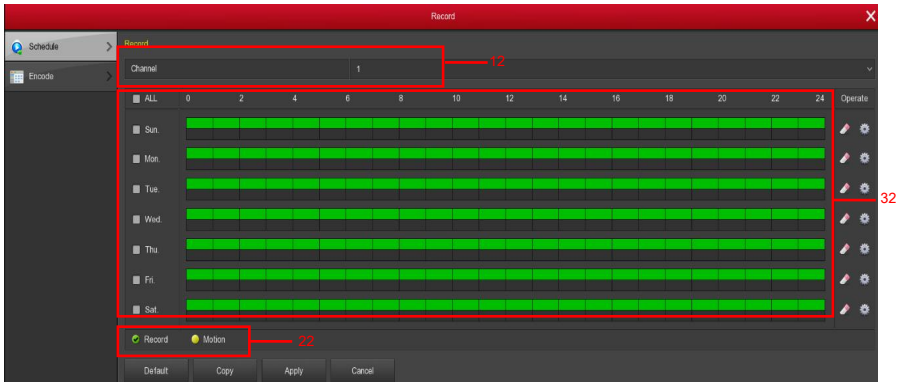 Record X
Schedule >
Record
Channel 1 12
Encode >
ALL 0 2 4 6 8 10 12 14 16 18 20 22 24 Operate
Sun.
Mon.
Tue.
Wed. 32
Thu.
Fri.
Sat.
Record Motion 22
Default Copy Apply Cancel